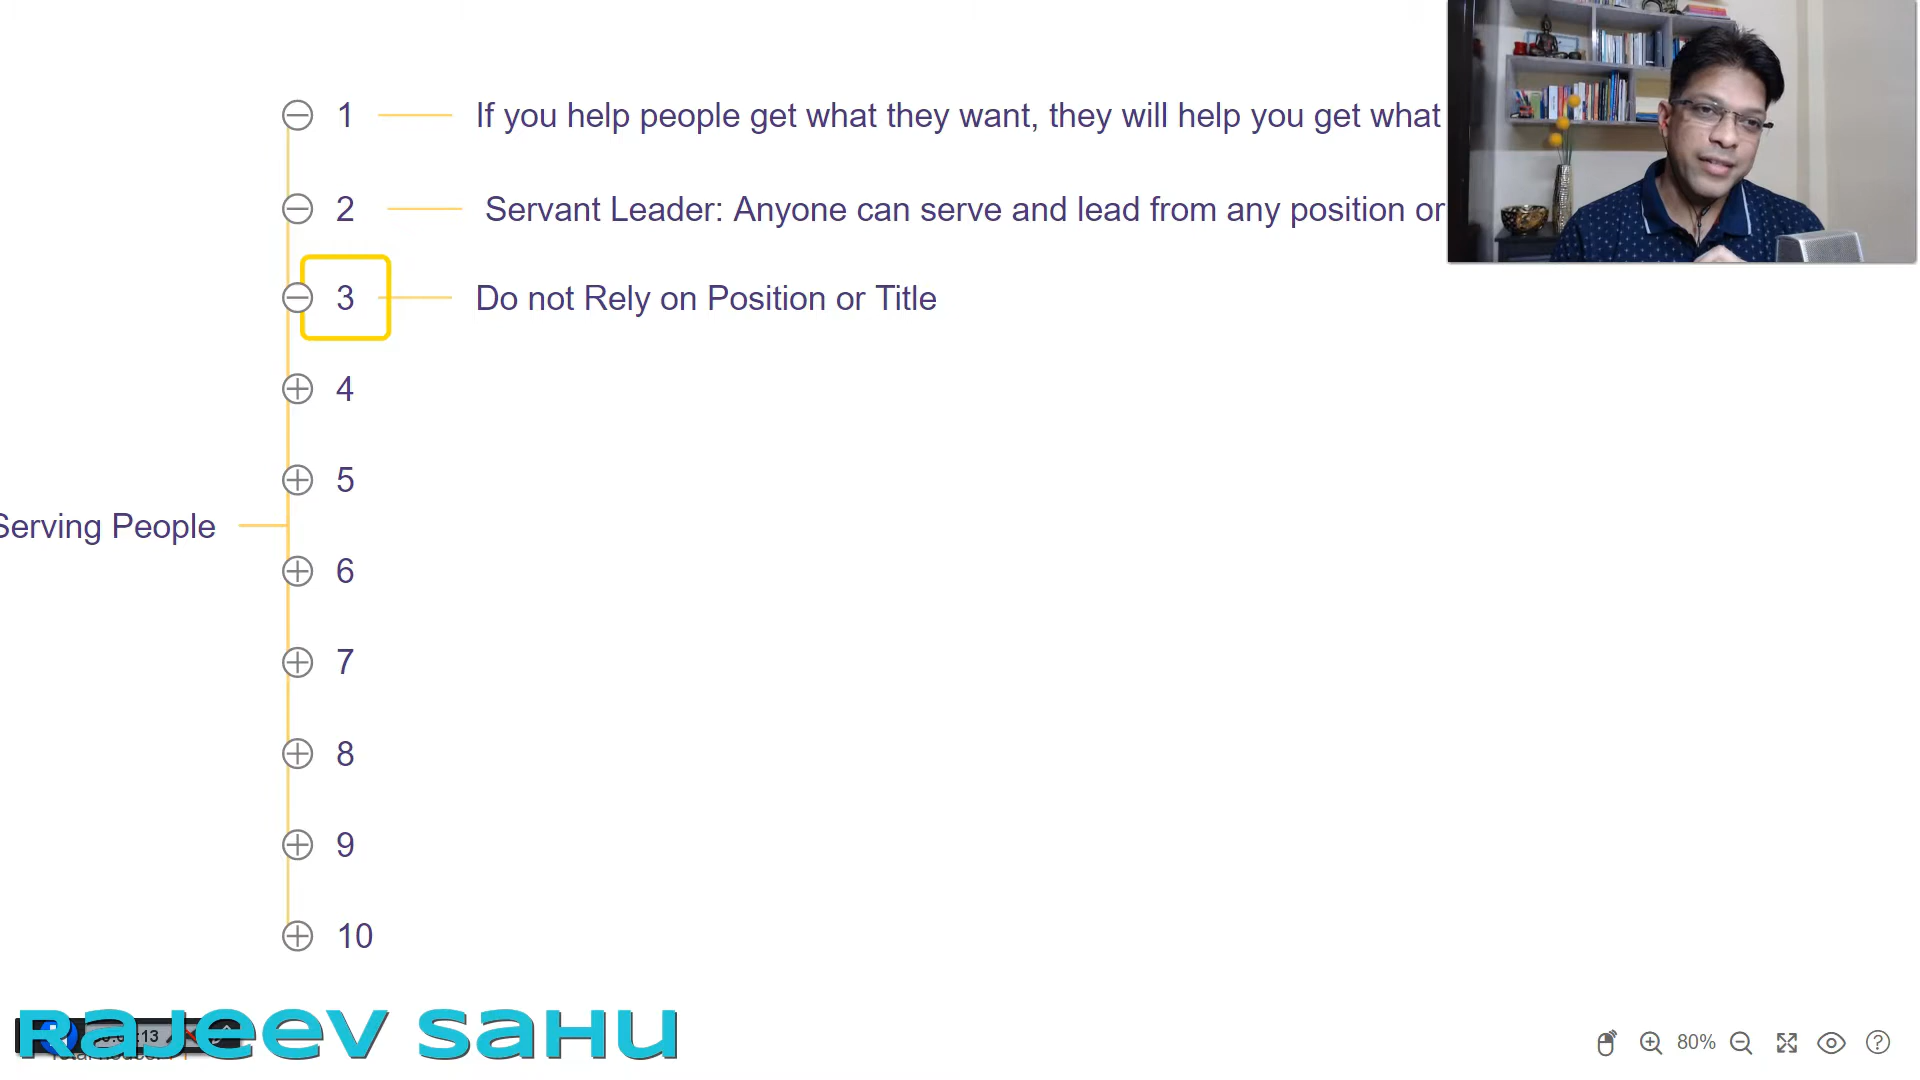 1 If you help people get what they want, they will help you get what
2 Servant Leader: Anyone can serve and lead from any position or
3 Do not Rely on Position or Title
4
5
Serving People
6
7
8
9
10
RAJEEV SAHU
80%